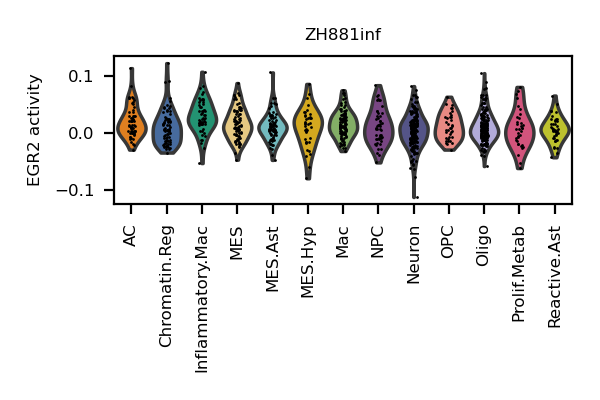 ZH881inf
EGR2 activity
0.1
0.0
−0.1
AC
Chromatin.Reg
Inflammatory.Mac
MES
MES.Ast
MES.Hyp
Mac
NPC
Neuron
OPC
Oligo
Prolif.Metab
Reactive.Ast